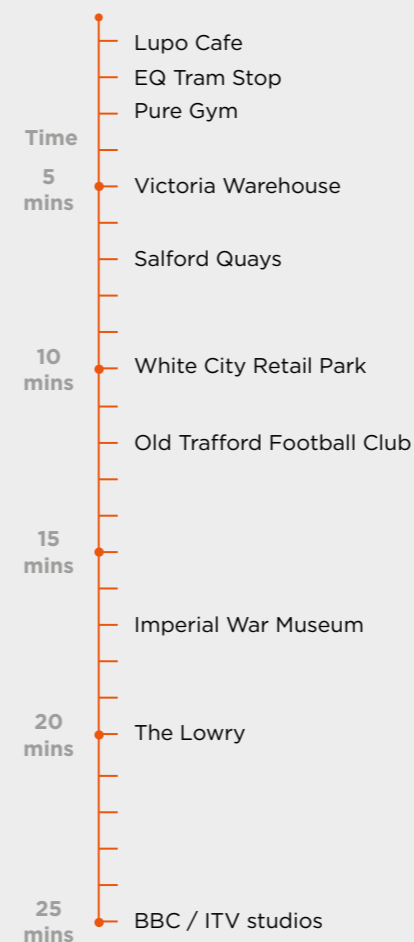 Lupo Cafe
EQ Tram Stop
Pure Gym
Time
5
mins
Victoria Warehouse
Salford Quays
10
mins
White City Retail Park
Old Trafford Football Club
15
mins
Imperial War Museum
20
mins
The Lowry
25
mins
BBC / ITV studios